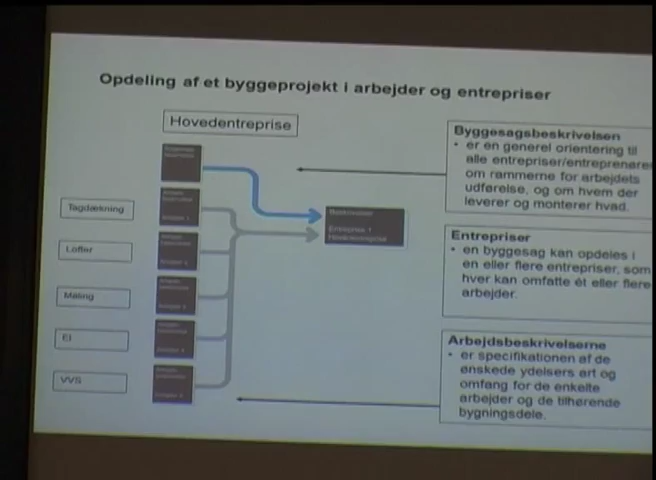 Opdeling af et byggeprojekt i arbejder og entrepriser
Hovedentreprise
Byggesagsbeskrivelsen
• er en generel orientering til
alle entrepriser/entreprenører
om rammerne for arbejdets
udførelse, og om hvem der
leverer og monterer hvad.
Tagdækning
Lofter
Maling
El
VVS
Entreprise 1
Entrepriser
• en byggesag kan opdeles i
en eller flere entrepriser, som
hver kan omfatte ét eller flere
arbejder.
Arbejdsbeskrivelserne
• er specifikationen af de
ønskede ydelsers art og
omfang for de enkelte
arbejder og de tilhørende
bygningsdele.